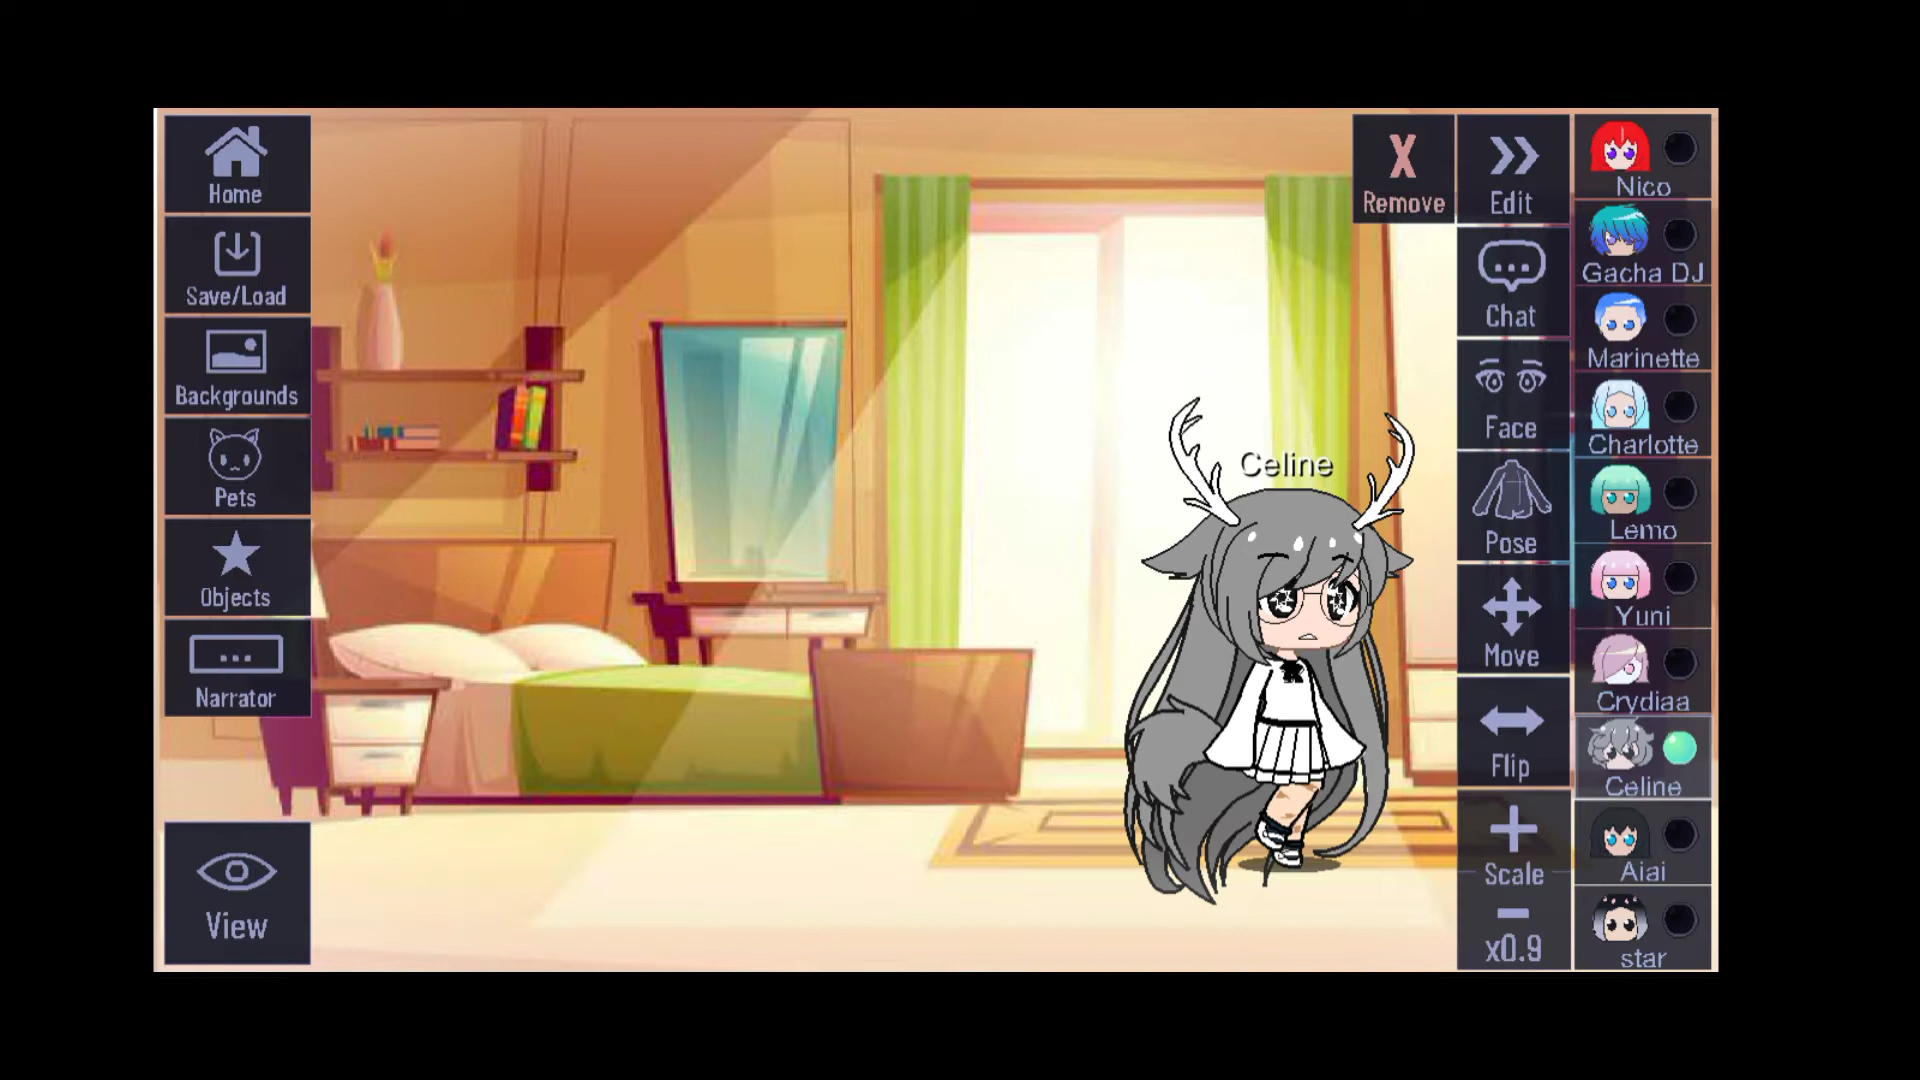 Home
Save/Load
Backgrounds
Pets
Objects
Narrator
View
Celine
X
Remove
Edit
Chat
Face
Pose
Move
Flip
Scale
x0.9
Nico
Gacha DJ
Marinette
Charlotte
Lemo
Yuni
Crydiaa
Celine
Aiai
star